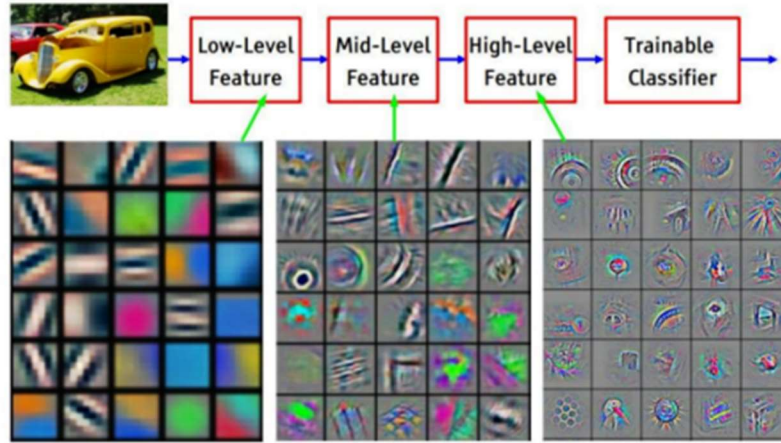 Low-Level
Feature
Mid-Level
Feature
High-Level
Feature
Trainable
Classifier